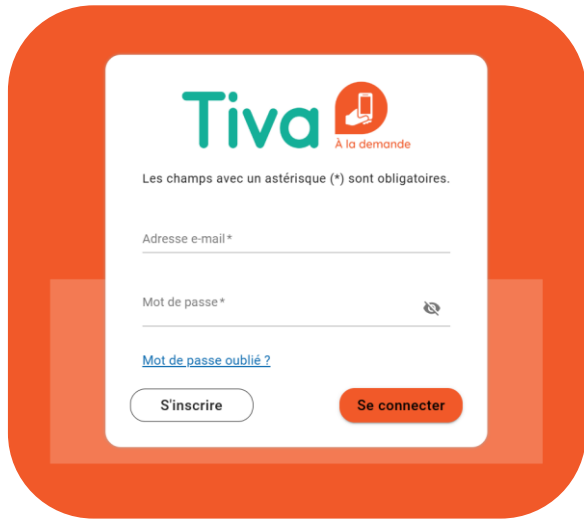 Tiva
À la demande
Les champs avec un astérisque (*) sont obligatoires.
Adresse e-mail *
Mot de passe *
Mot de passe oublié ?
S'inscrire
Se connecter